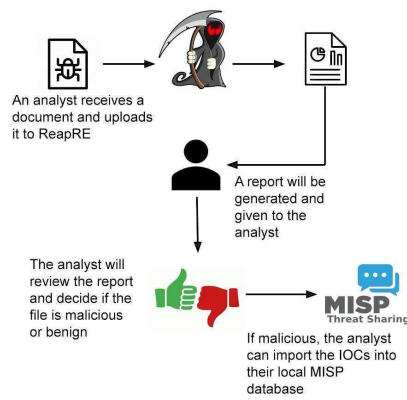 An analyst receives a
document and uploads
it to ReapRE
A report will be
generated and
given to the
analyst
The analyst will
review the report
and decide if the
file is malicious
or benign
MISP
Threat Sharing
If malicious, the analyst
can import the IOCs into
their local MISP
database